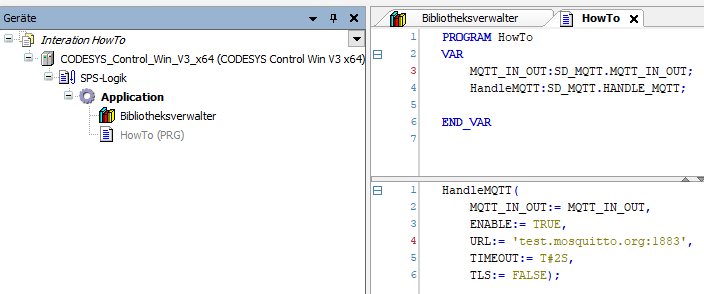 Geräte
Interation HowTo
CODESYS_Control_Win_V3_x64 (CODESYS Control Win V3 x64)
SPS-Logik
Application
Bibliotheksverwalter
HowTo (PRG)
Bibliotheksverwalter
HowTo
1 PROGRAM HowTo
2 VAR
3 MQTT_IN_OUT:SD_MQTT.MQTT_IN_OUT;
4 HandleMQTT:SD_MQTT.HANDLE_MQTT;
5
6 END_VAR
7
1 HandleMQTT(
2 MQTT_IN_OUT:= MQTT_IN_OUT,
3 ENABLE:= TRUE,
4 URL:= 'test.mosquitto.org:1883',
5 TIMEOUT:= T#2S,
6 TLS:= FALSE);